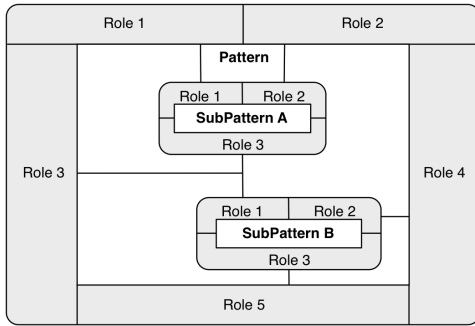 Role 1
Role 2
Pattern
Role 1
Role 2
SubPattern A
Role 3
Role 3
Role 4
Role 1
Role 2
SubPattern B
Role 3
Role 5